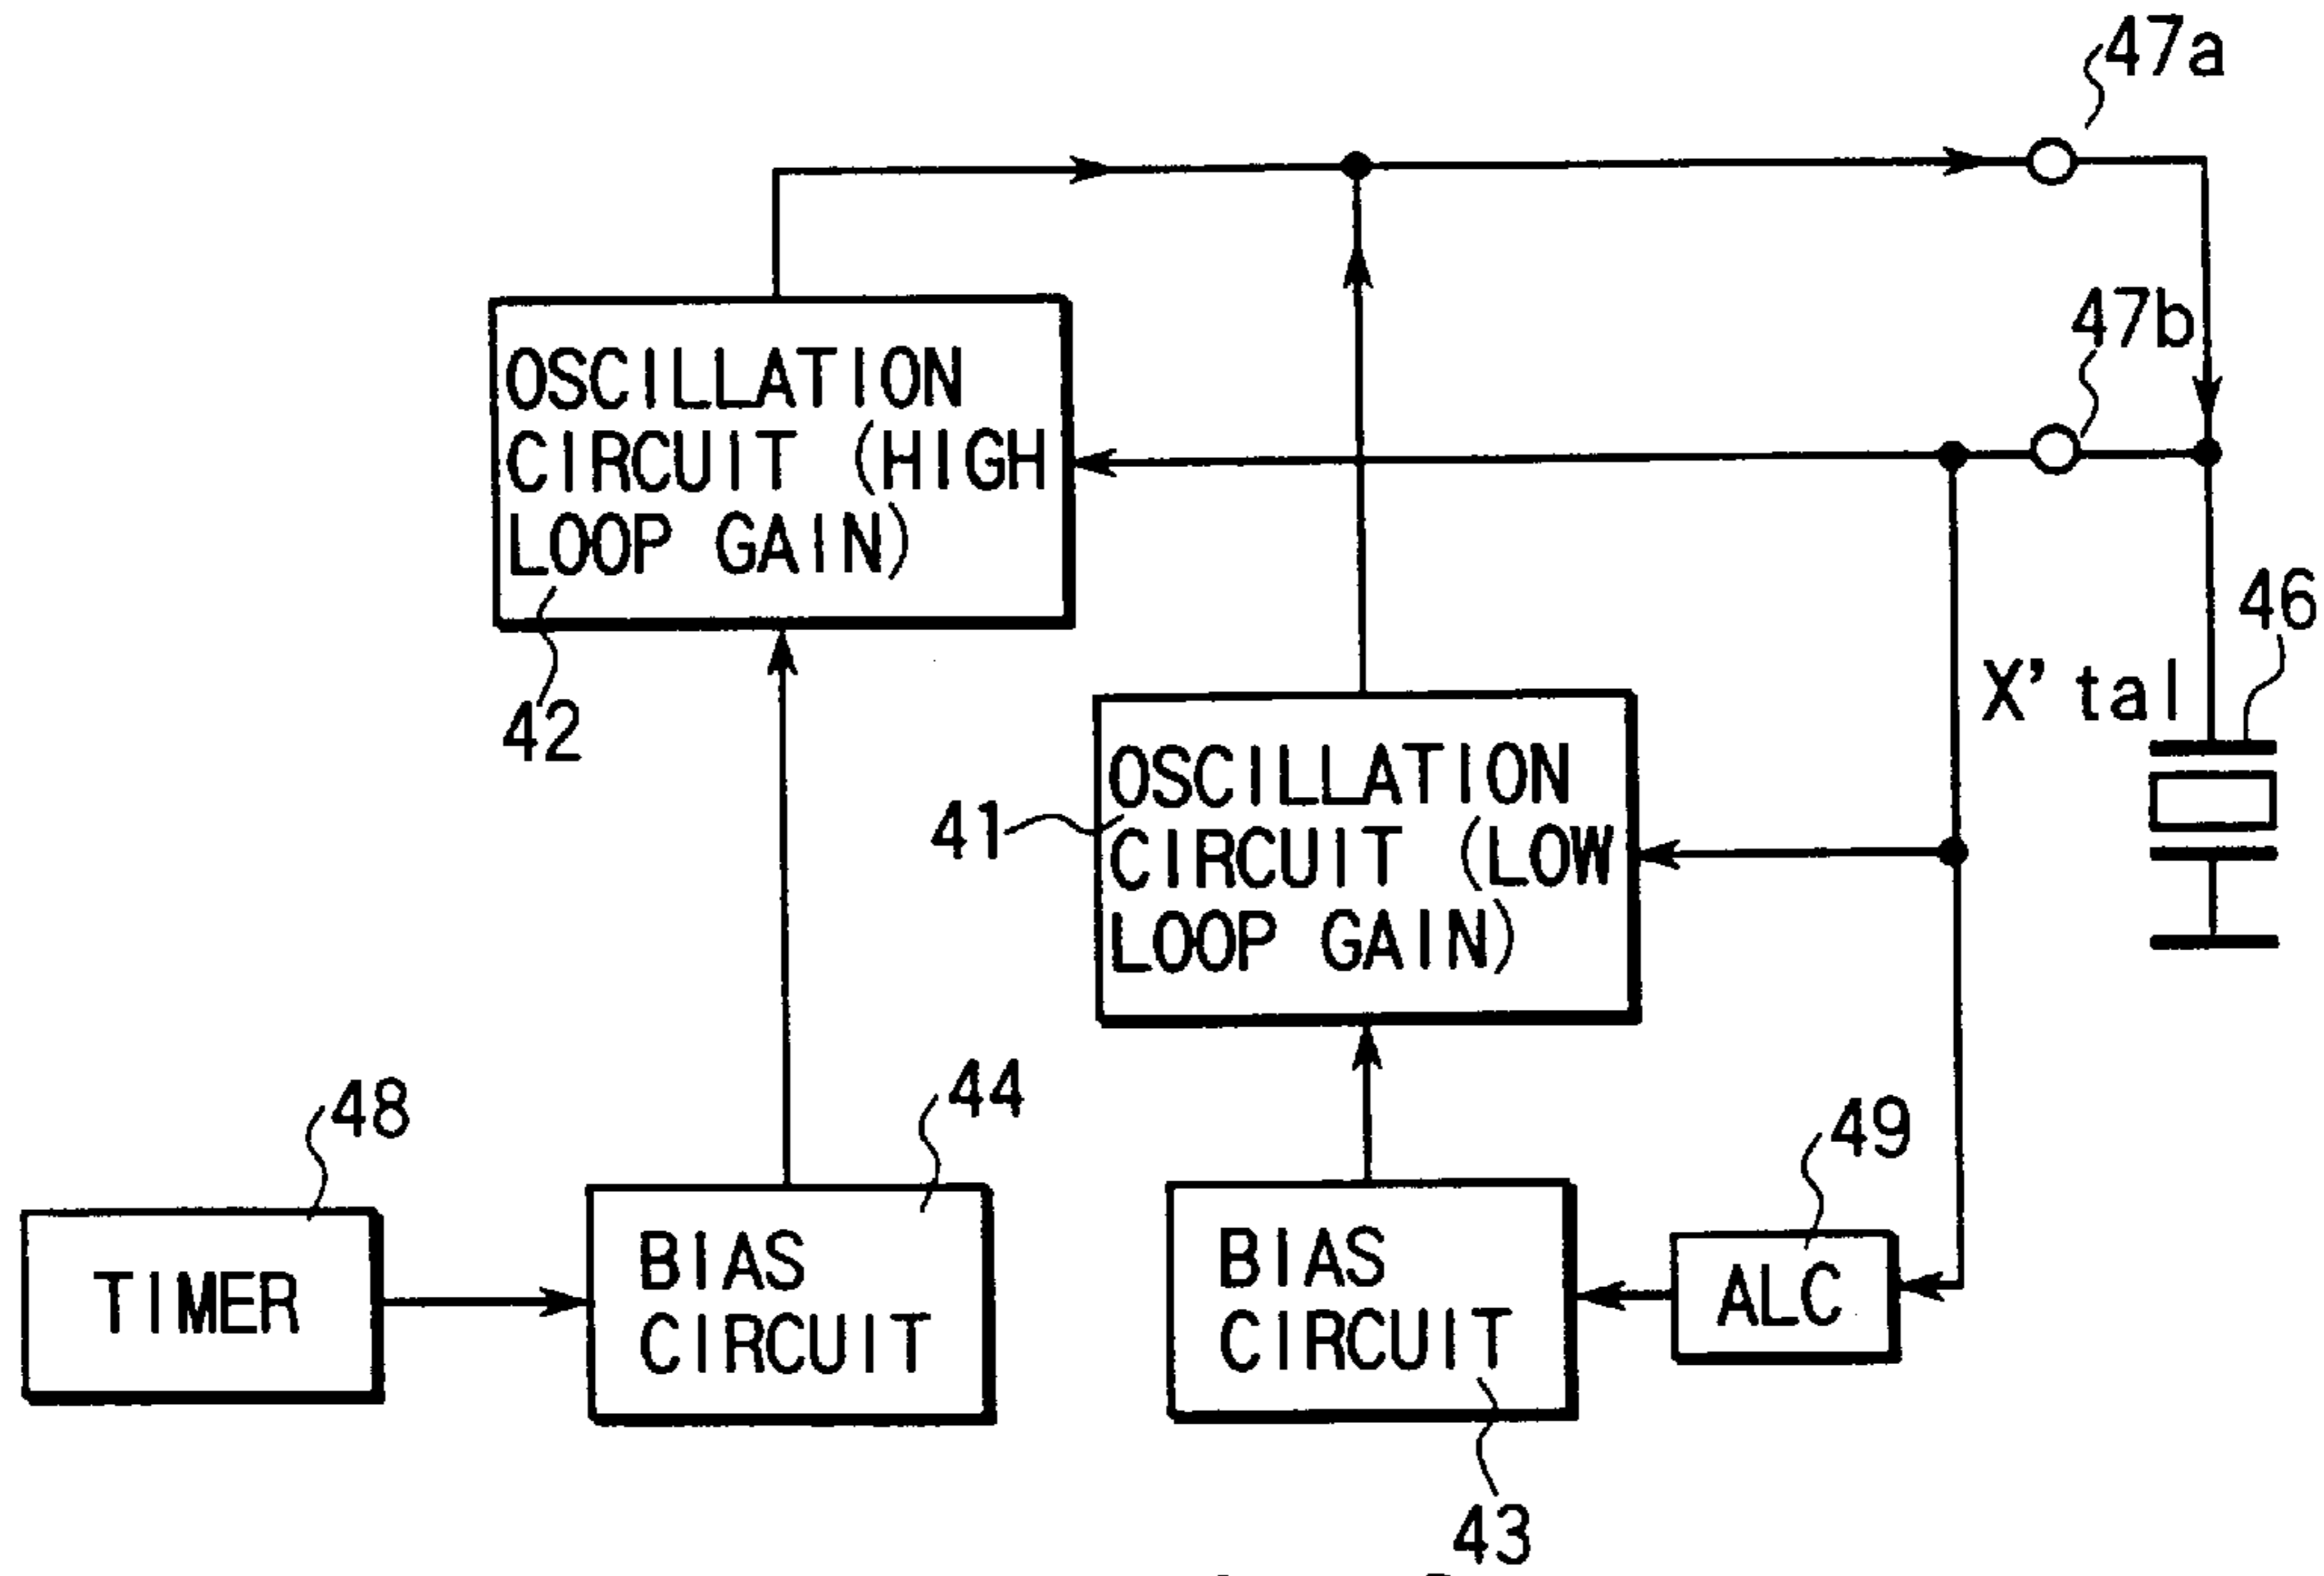 47a
47b
OSCILLATION
CIRCUIT (HIGH
LOOP GAIN)
42
46
X'tal
41
OSCILLATION
CIRCUIT (LOW
LOOP GAIN)
48
44
49
TIMER
BIAS
CIRCUIT
BIAS
CIRCUIT
ALC
43